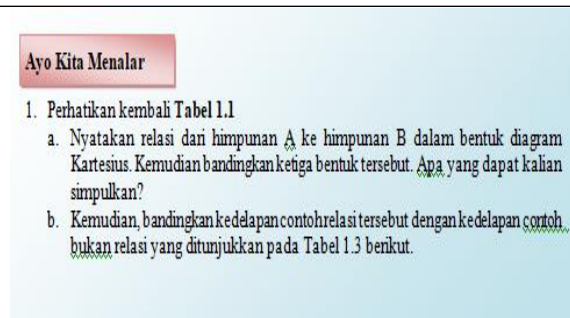 Ayo Kita Menalar
1. Perhatikan kembali Tabel 1.1
a. Nyatakan relasi dari himpunan A ke himpunan B dalam bentuk diagram
Kartesius. Kemudian bandingkan ketiga bentuk tersebut. Apa yang dapat kalian
simpulkan?
b. Kemudian, bandingkan kedelapan contoh relasi tersebut dengan kedelapan contoh
bukan relasi yang ditunjukkan pada Tabel 1.3 berikut.